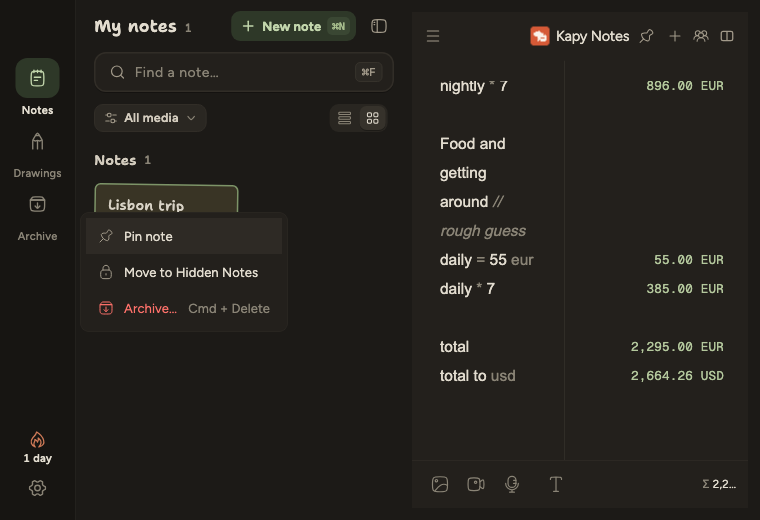 My notes 1
+ New note ⌘N
Find a note... ⌘F
All media
Notes 1
Lisbon trip
Pin note
Move to Hidden Notes
Archive... Cmd + Delete
Notes
Drawings
Archive
1 day
Kapy Notes
nightly * 7 896.00 EUR
Food and
getting
around //
rough guess
daily = 55 eur 55.00 EUR
daily * 7 385.00 EUR
total 2,295.00 EUR
total to usd 2,664.26 USD
Σ 2,2...